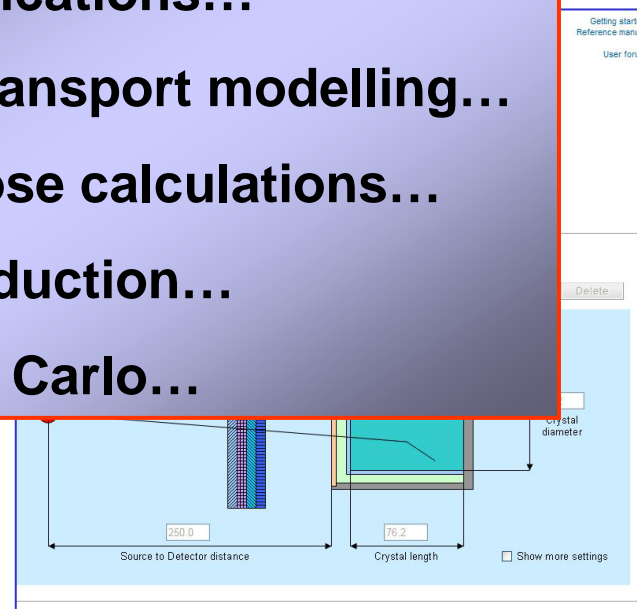 ansport modelling…
ose calculations…
duction…
Carlo…
Getting start
Reference manu
User foru
Delete
Crystal
diameter
250.0
76.2
Source to Detector distance
Crystal length
Show more settings